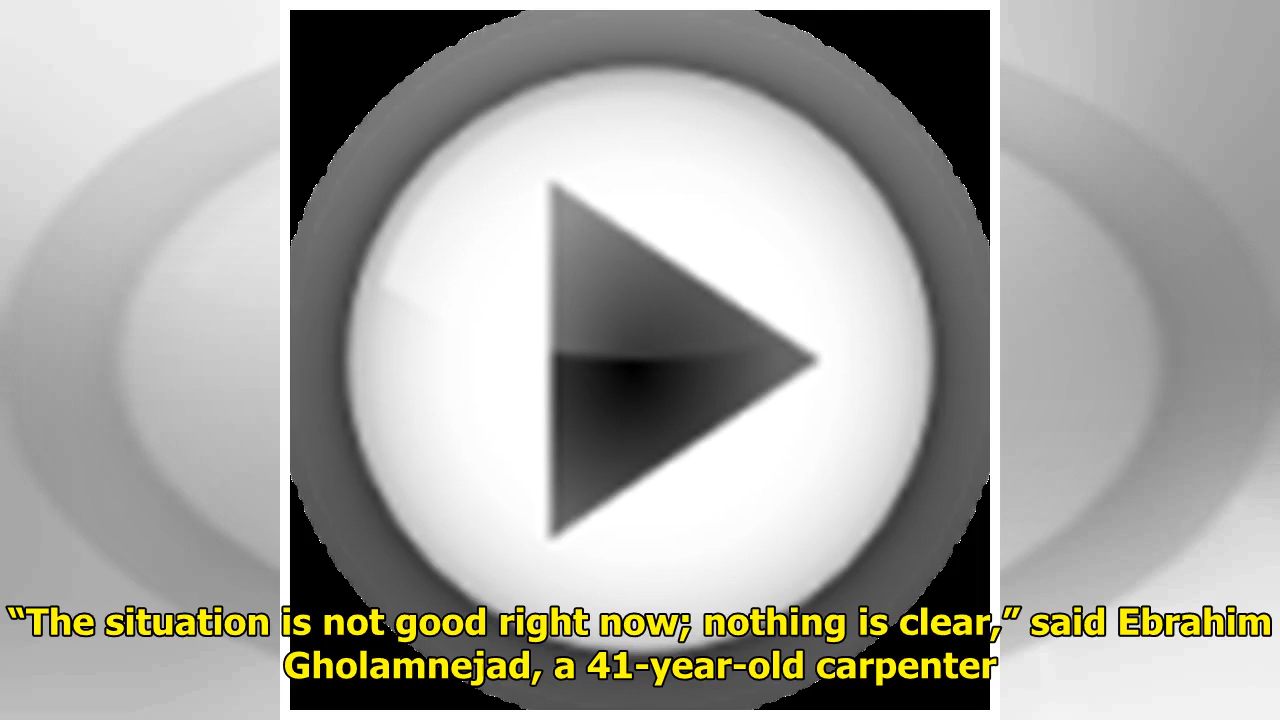 “The situation is not good right now; nothing is clear,” said Ebrahim
Gholamnejad, a 41-year-old carpenter